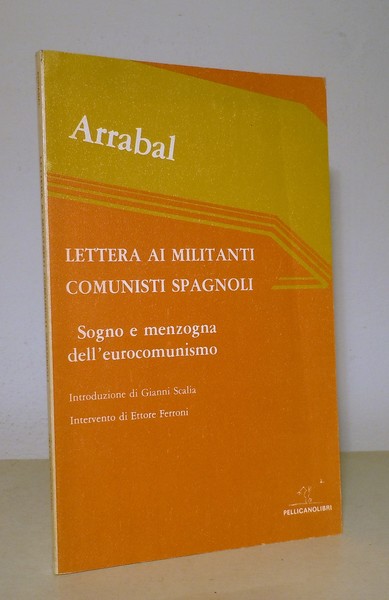 Arrabal
LETTERA AI MILITANTI
COMUNISTI SPAGNOLI
Sogno e menzogna
dell'eurocomunismo
Introduzione di Gianni Scalia
Intervento di Ettore Ferroni
PELLICANOLIBRI